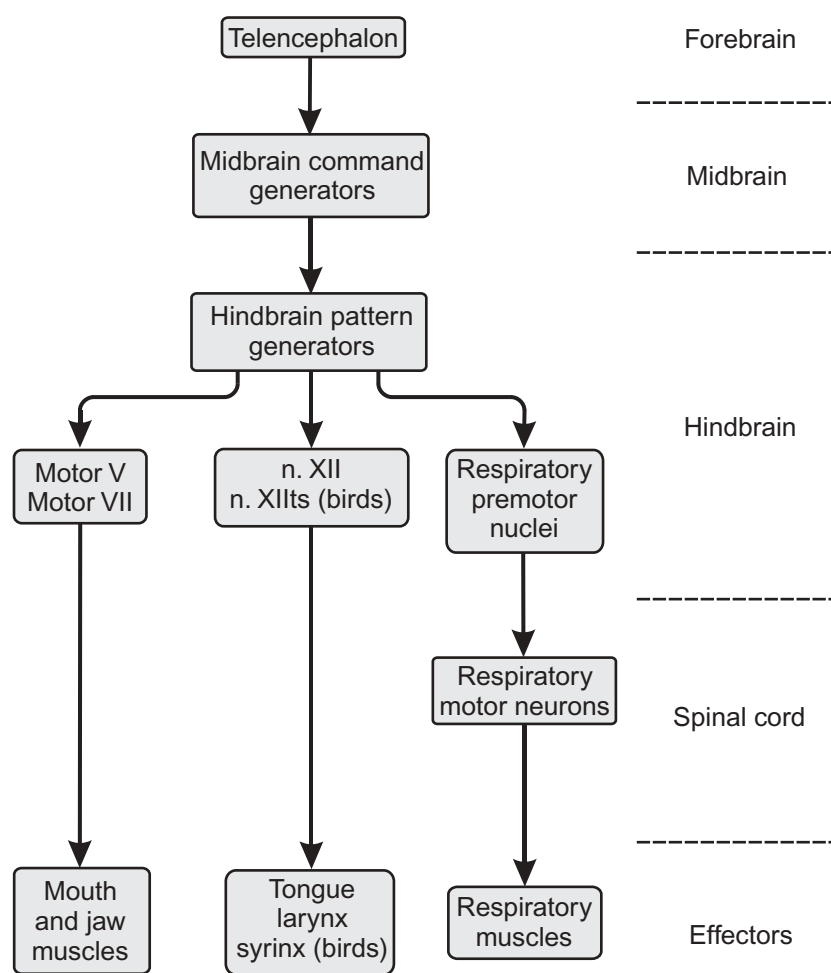 Telencephalon
Forebrain
Midbrain command
generators
Midbrain
Hindbrain pattern
generators
Hindbrain
Motor V
Motor VII
n. XII
n. XIIts (birds)
Respiratory
premotor
nuclei
Respiratory
motor neurons
Spinal cord
Mouth
and jaw
muscles
Tongue
larynx
syrinx (birds)
Respiratory
muscles
Effectors